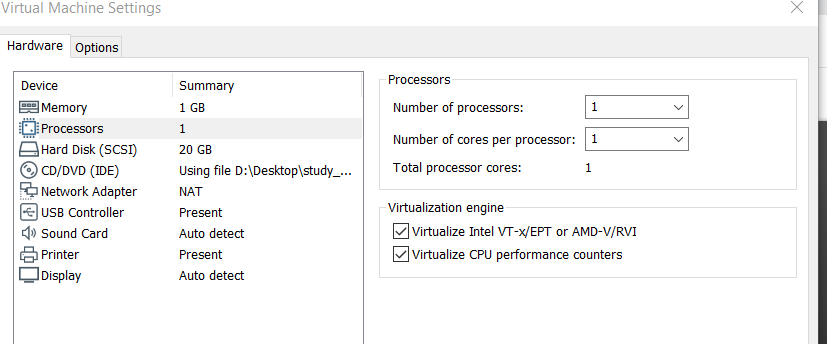 Virtual Machine Settings
Hardware Options
Device Summary
Memory 1 GB
Processors 1
Hard Disk (SCSI) 20 GB
CD/DVD (IDE) Using file D:\Desktop\study_...
Network Adapter NAT
USB Controller Present
Sound Card Auto detect
Printer Present
Display Auto detect
Processors
Number of processors: 1
Number of cores per processor: 1
Total processor cores: 1
Virtualization engine
Virtualize Intel VT-x/EPT or AMD-V/RVI
Virtualize CPU performance counters